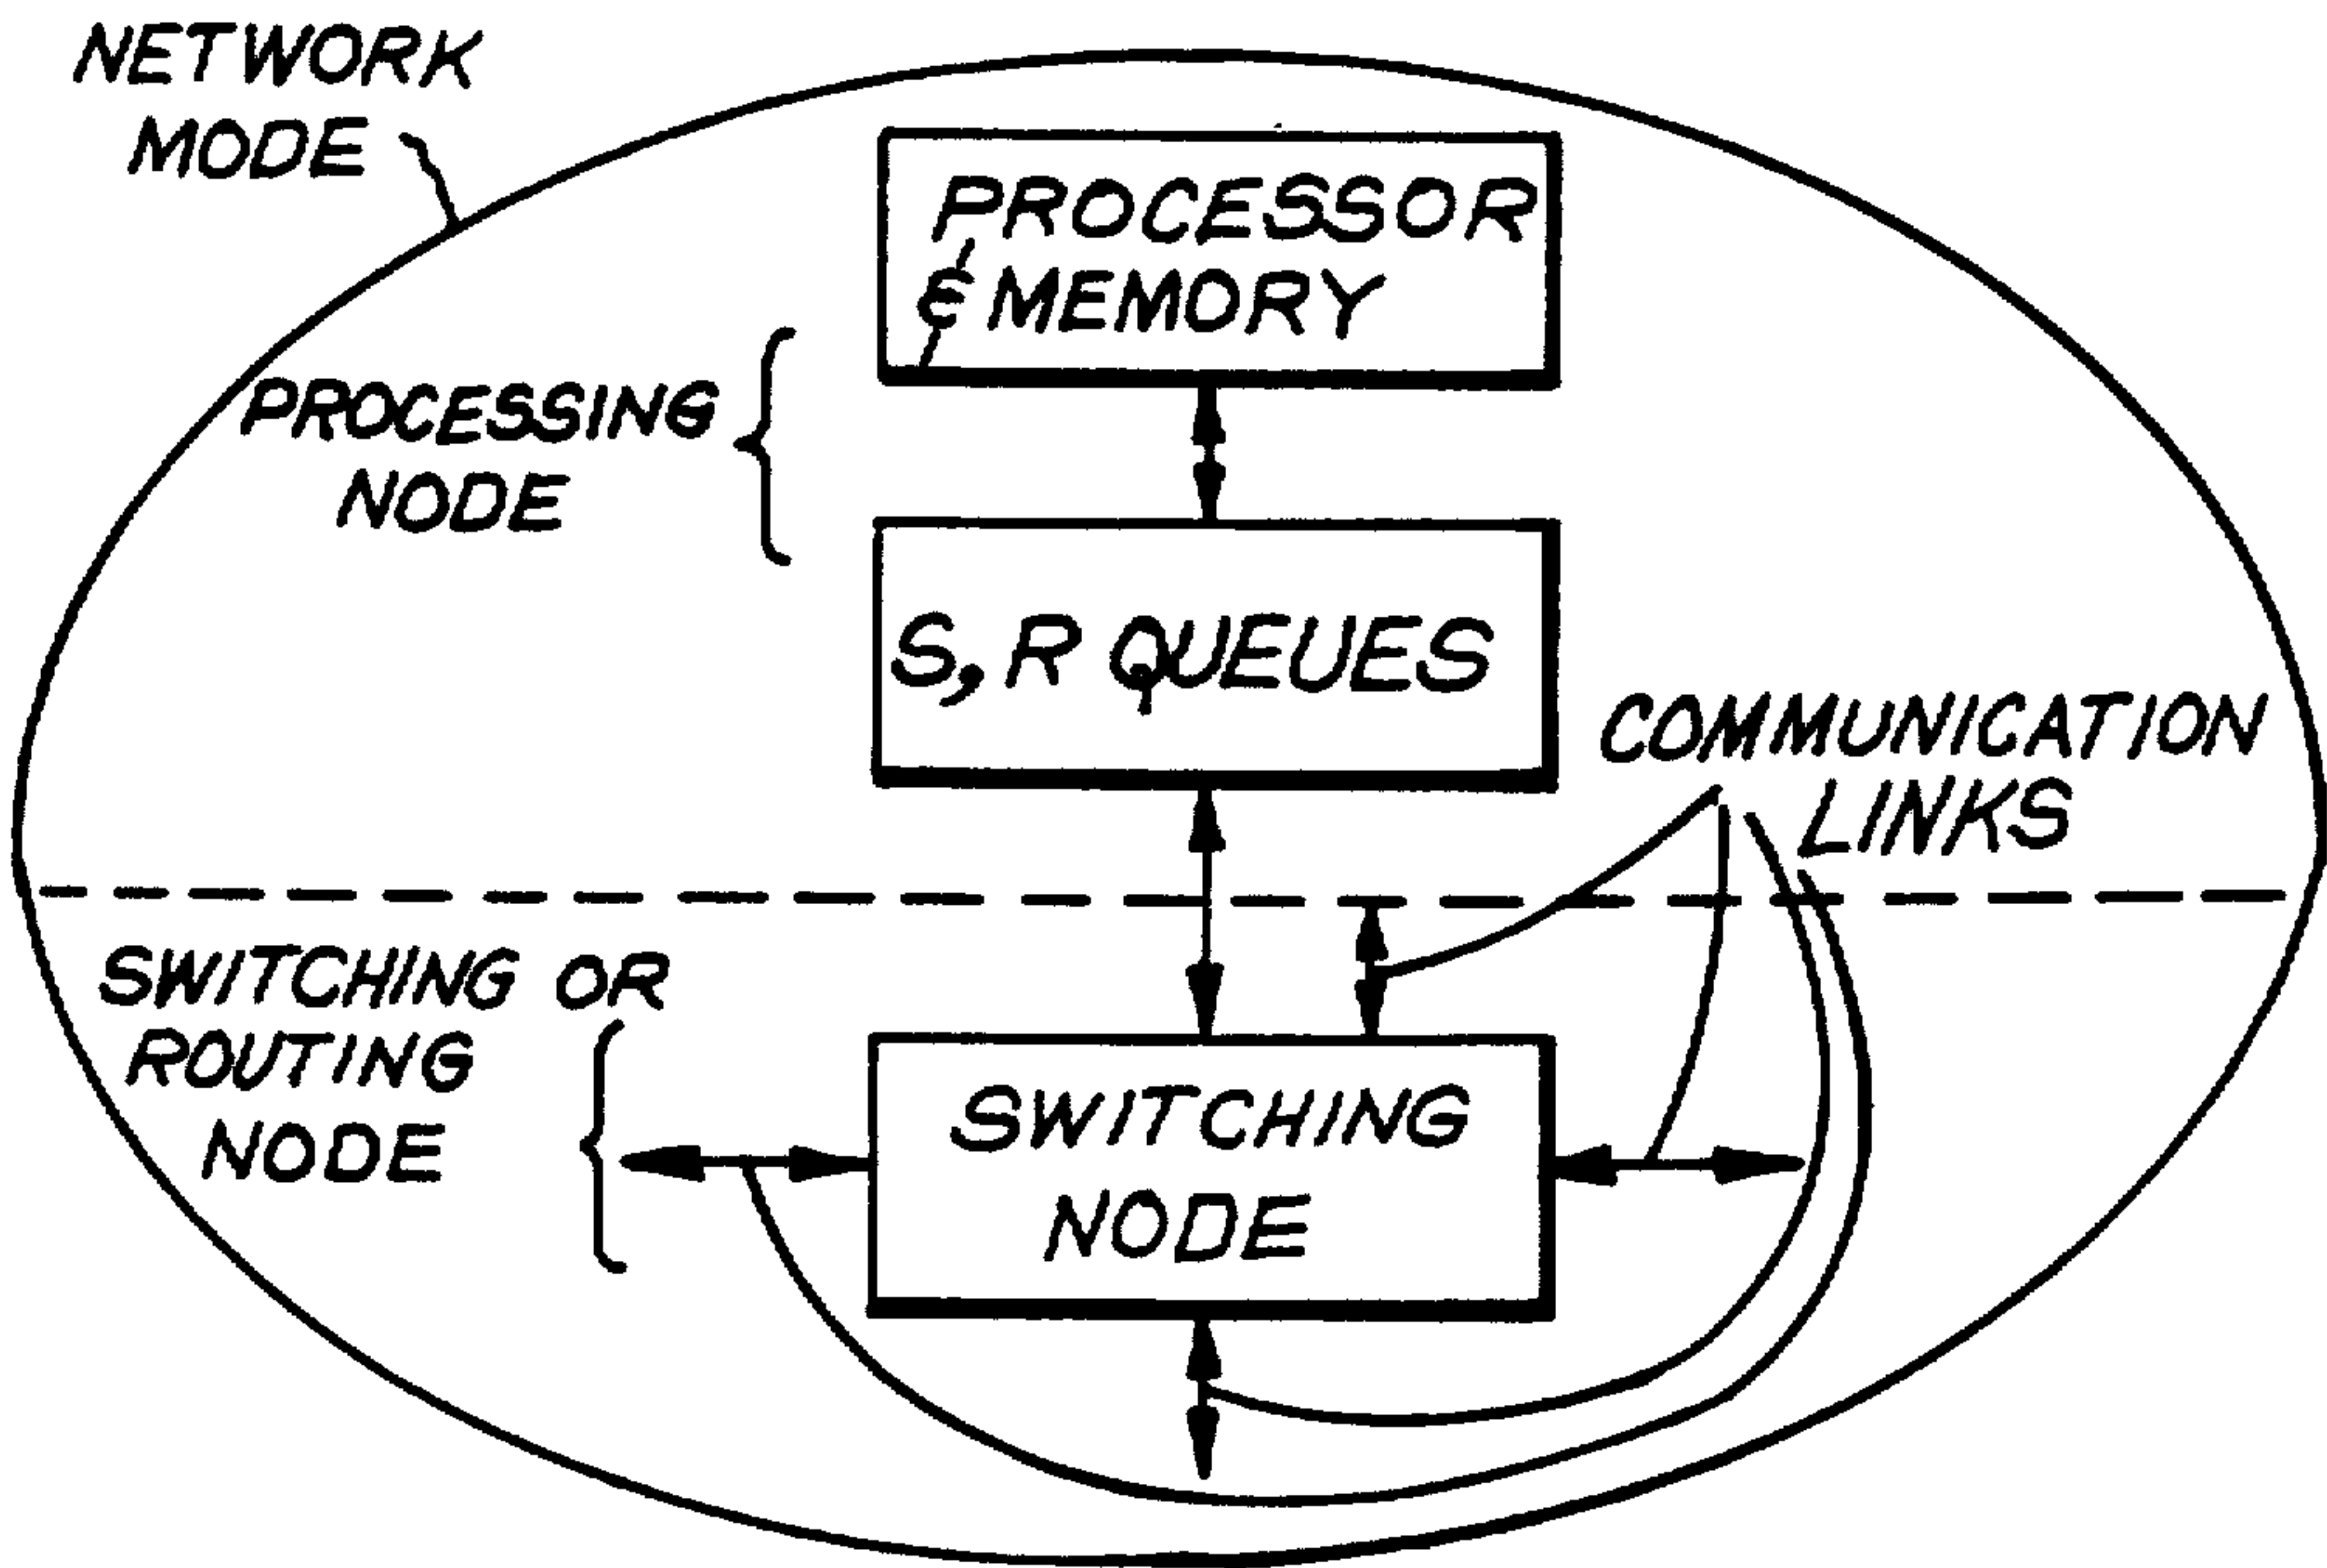 NETWORK
MODE
PROCESSOR
& MEMORY
PROCESSING
NODE
S, R QUEUES
COMMUNICATION
LINKS
SWITCHING OR
ROUTING
NODE
SWITCHING
NODE